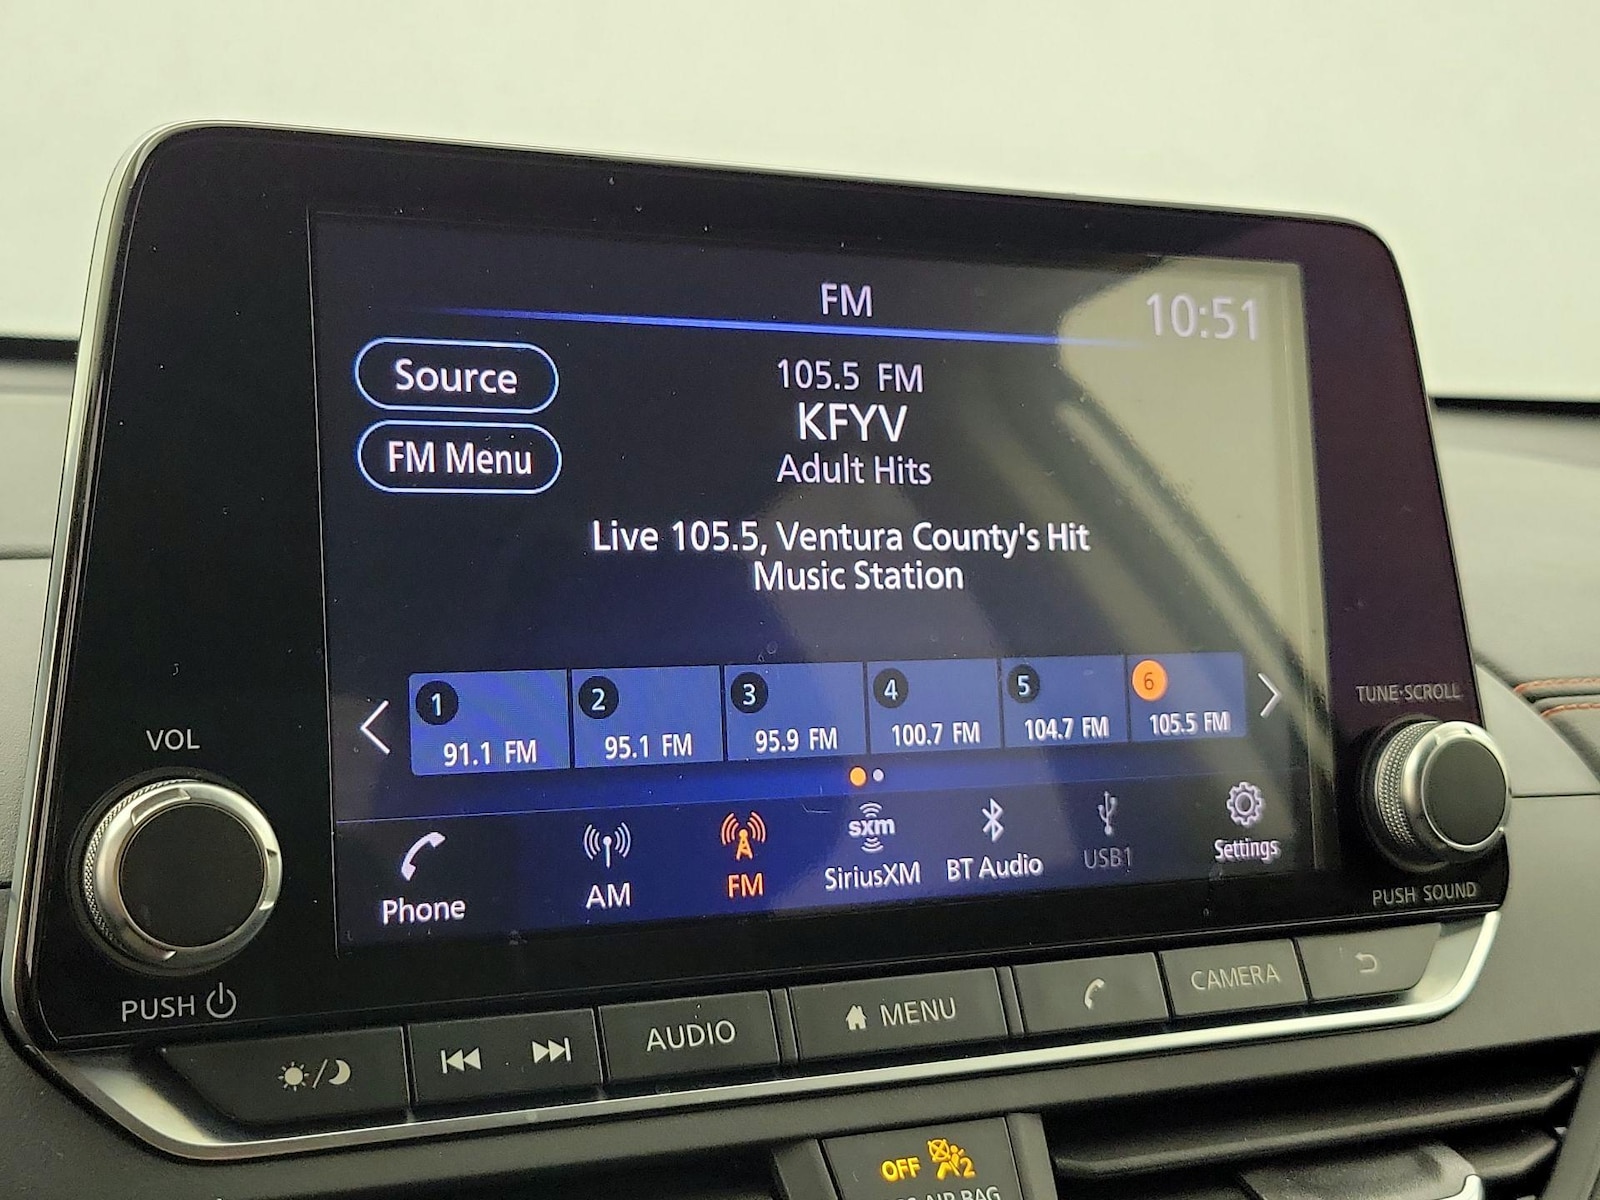 FM
10:51
Source
105.5 FM
KFYV
FM Menu
Adult Hits
Live 105.5, Ventura County's Hit
Music Station
1
2
3
4
5
6
91.1 FM
95.1 FM
95.9 FM
100.7 FM
104.7 FM
105.5 FM
TUNE·SCROLL
VOL
Phone
AM
FM
sxm
SiriusXM
BT Audio
USB1
Settings
PUSH SOUND
PUSH
AUDIO
MENU
CAMERA
OFF
2
AIR BAG